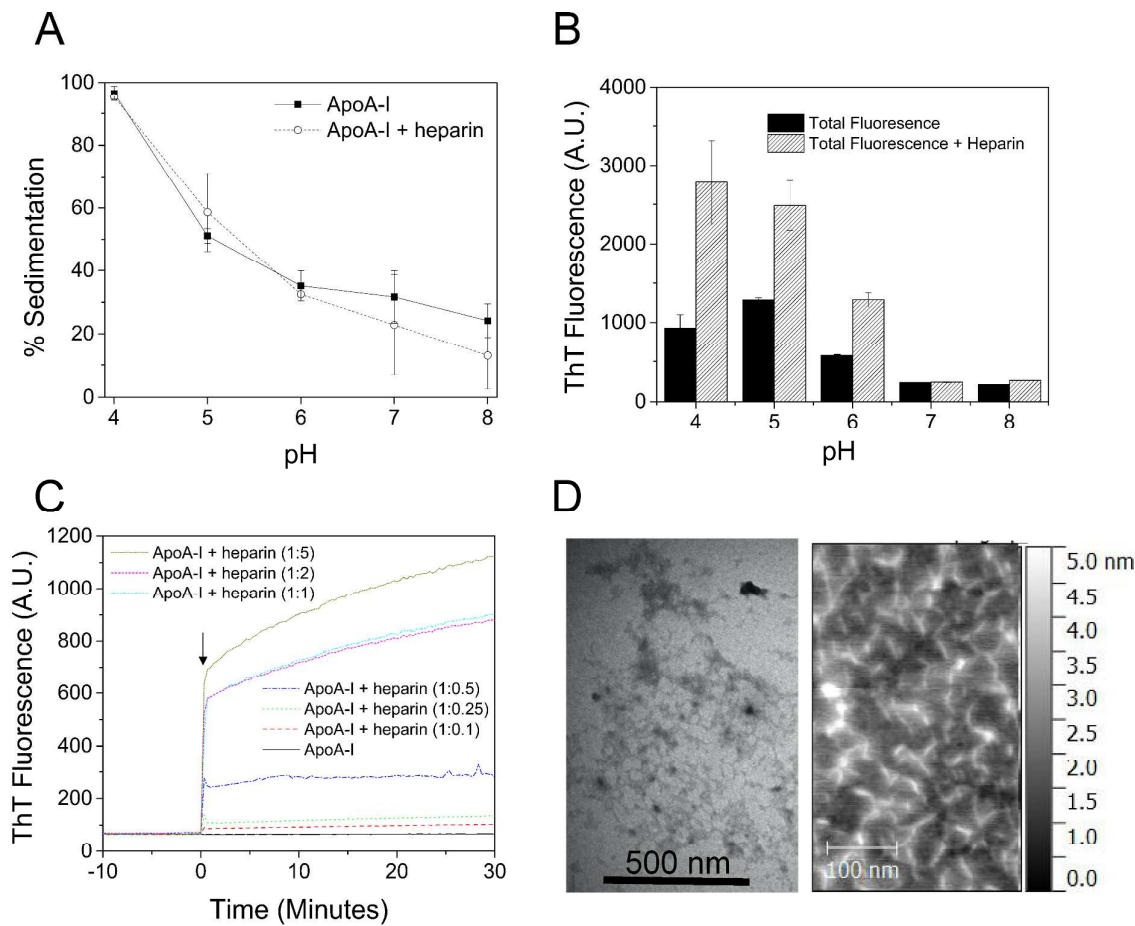 A
100
80
60
40
20
0
% Sedimentation
ApoA-I
ApoA-I + heparin
4 5 6 7 8
pH
B
4000
3000
2000
1000
0
ThT Fluorescence (A.U.)
Total Fluoresence
Total Fluorescence + Heparin
4 5 6 7 8
pH
C
1200
1000
800
600
400
200
0
ThT Fluorescence (A.U.)
ApoA-I + heparin (1:5)
ApoA-I + heparin (1:2)
ApoA-I + heparin (1:1)
ApoA-I + heparin (1:0.5)
ApoA-I + heparin (1:0.25)
ApoA-I + heparin (1:0.1)
ApoA-I
-10 0 10 20 30
Time (Minutes)
D
500 nm
100 nm
5.0 nm
4.5
4.0
3.5
3.0
2.5
2.0
1.5
1.0
0.0